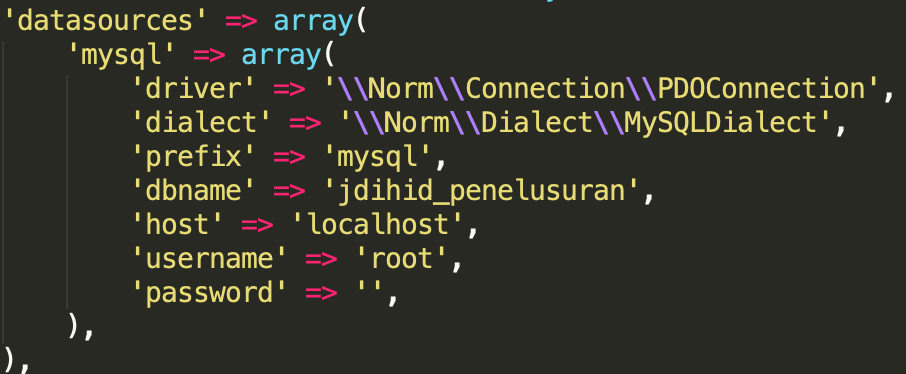 'datasources' => array(
'mysql' => array(
'driver' => '\\Norm\\Connection\\PDOConnection',
'dialect' => '\\Norm\\Dialect\\MySQLDialect',
'prefix' => 'mysql',
'dbname' => 'jdihid_penelusuran',
'host' => 'localhost',
'username' => 'root',
'password' => '',
),
),